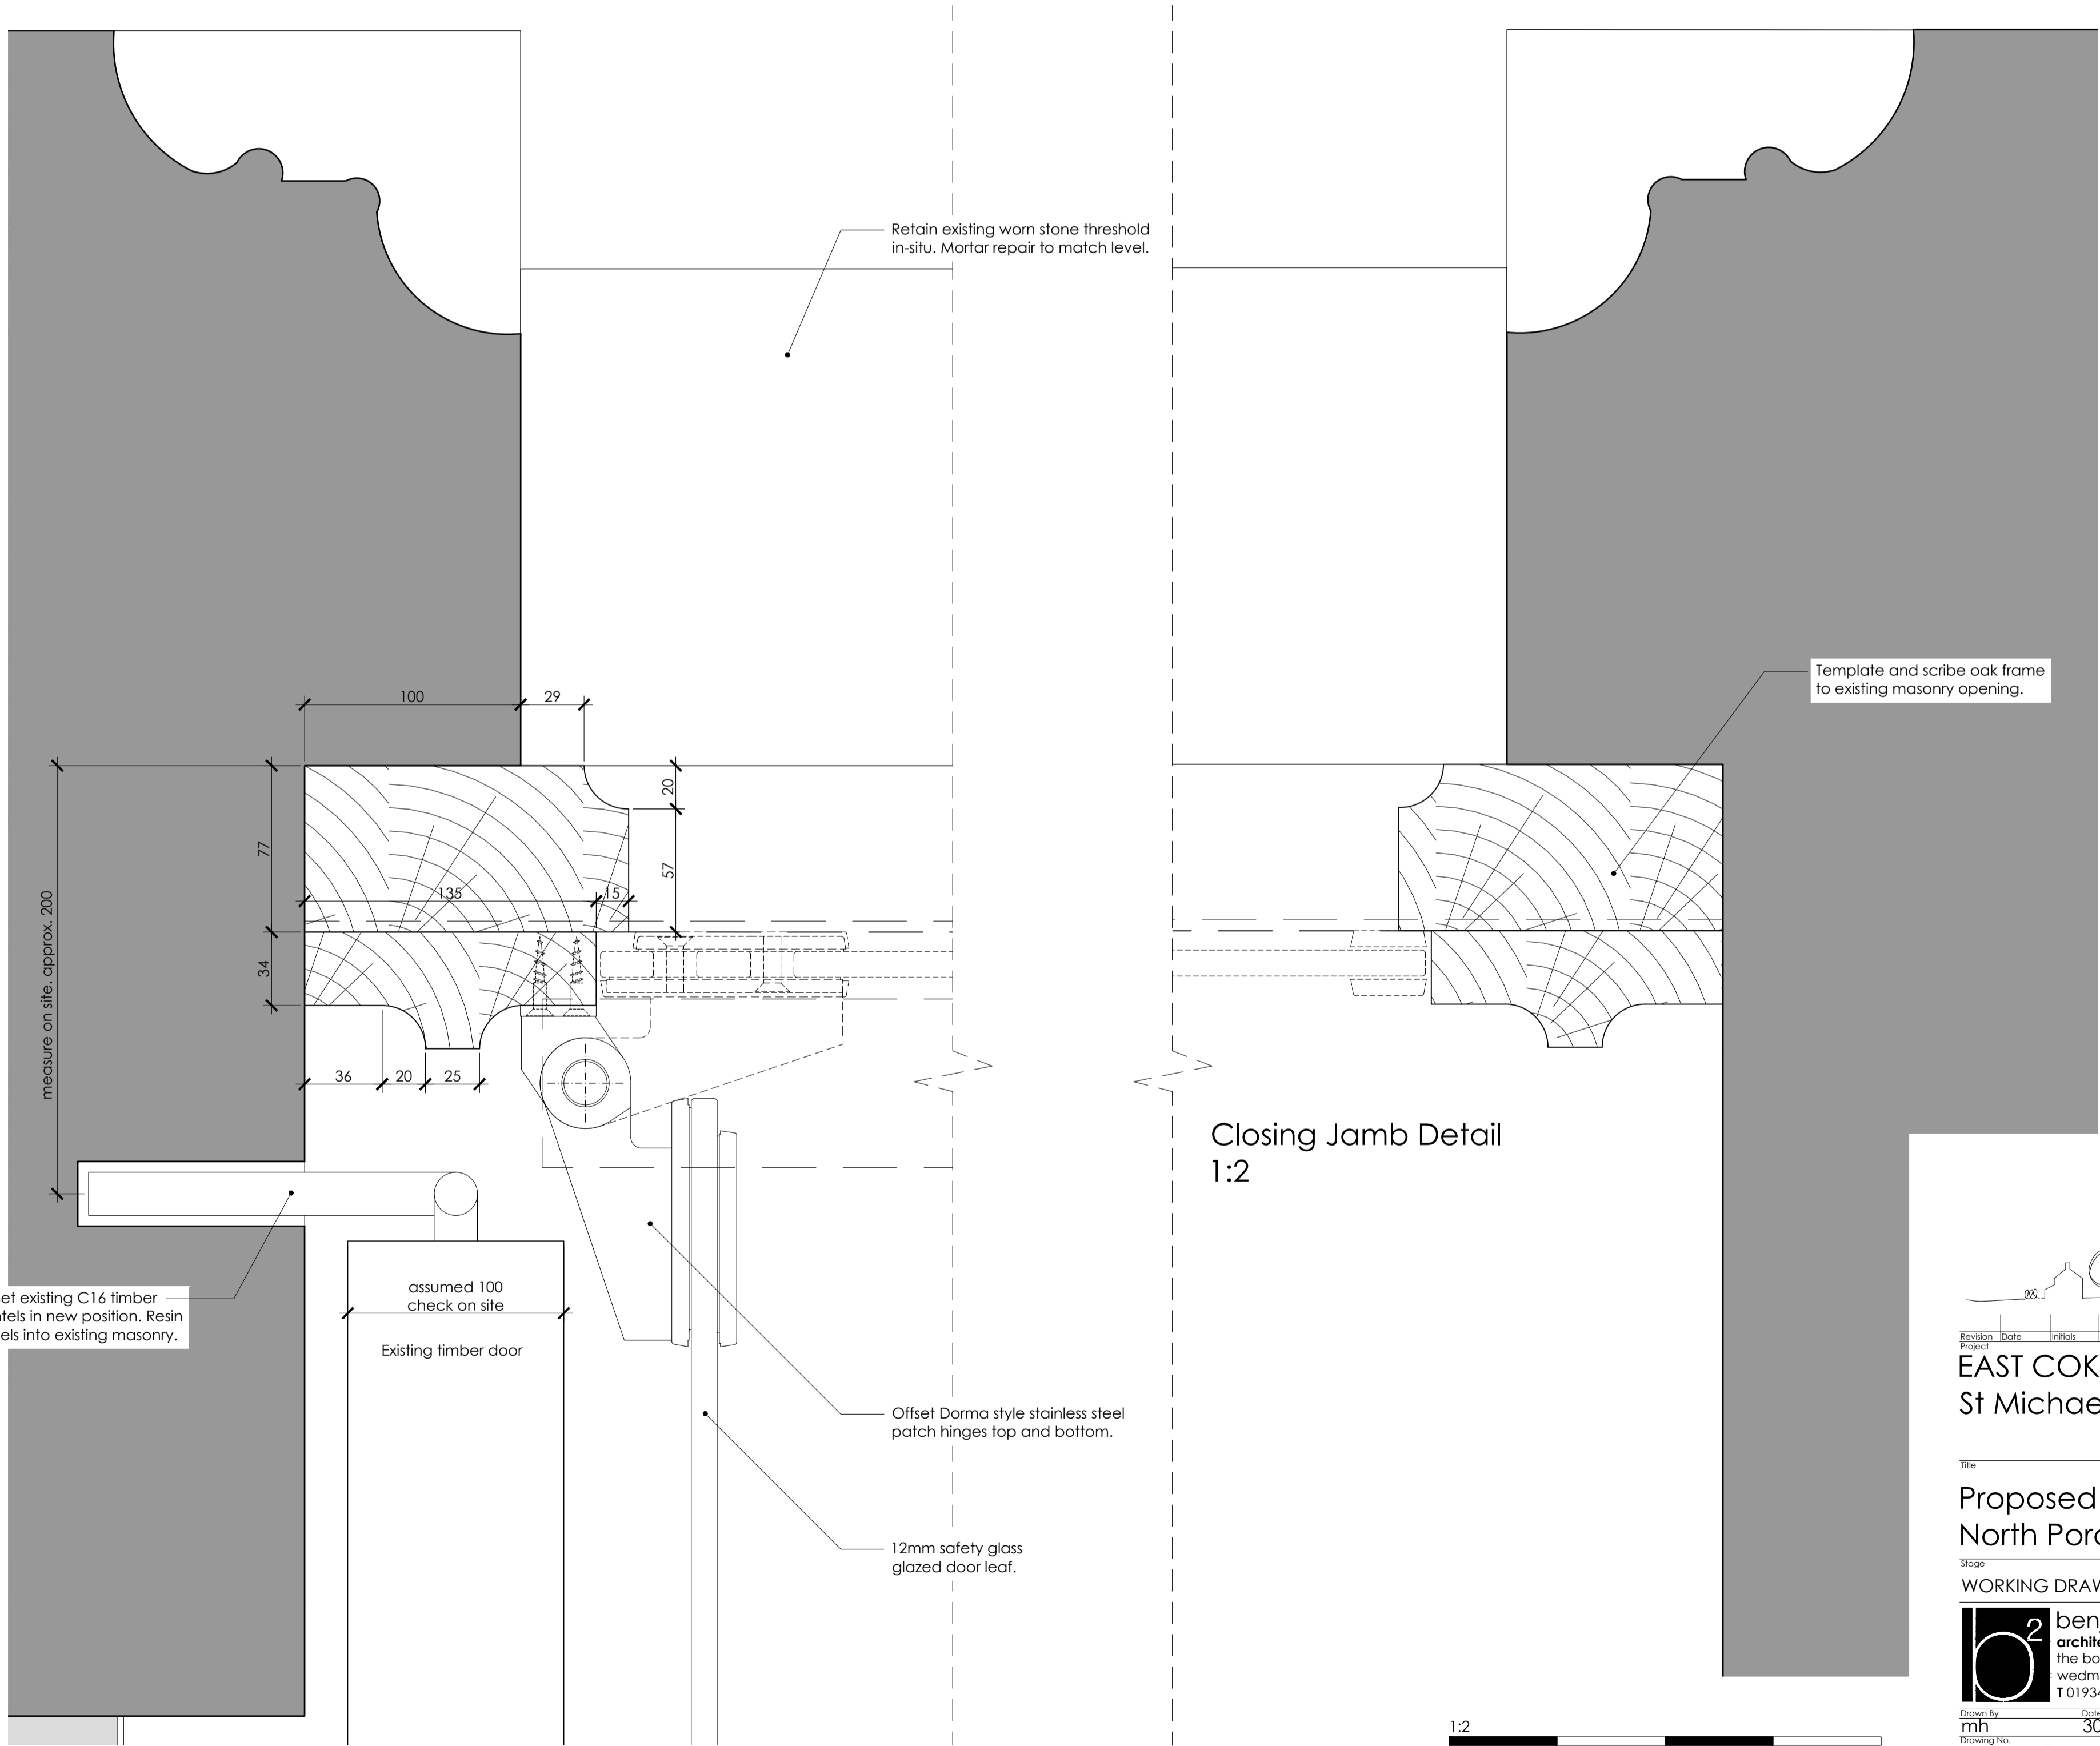 Retain existing worn stone threshold
in-situ. Mortar repair to match level.
Template and scribe oak frame
to existing masonry opening.
100
29
20
57
77
34
135
15
36
20
25
measure on site. approx. 200
Closing Jamb Detail
1:2
et existing C16 timber
tels in new position. Resin
els into existing masonry.
assumed 100
check on site
Existing timber door
Offset Dorma style stainless steel
patch hinges top and bottom.
12mm safety glass
glazed door leaf.
1:2
Revision Date Initials
Project
EAST COK
St Michae
Title
Proposed
North Porc
Stage
WORKING DRAW
b2
ben
archite
the bo
wedm
T 01934
Drawn By Date
mh 30
Drawing No.